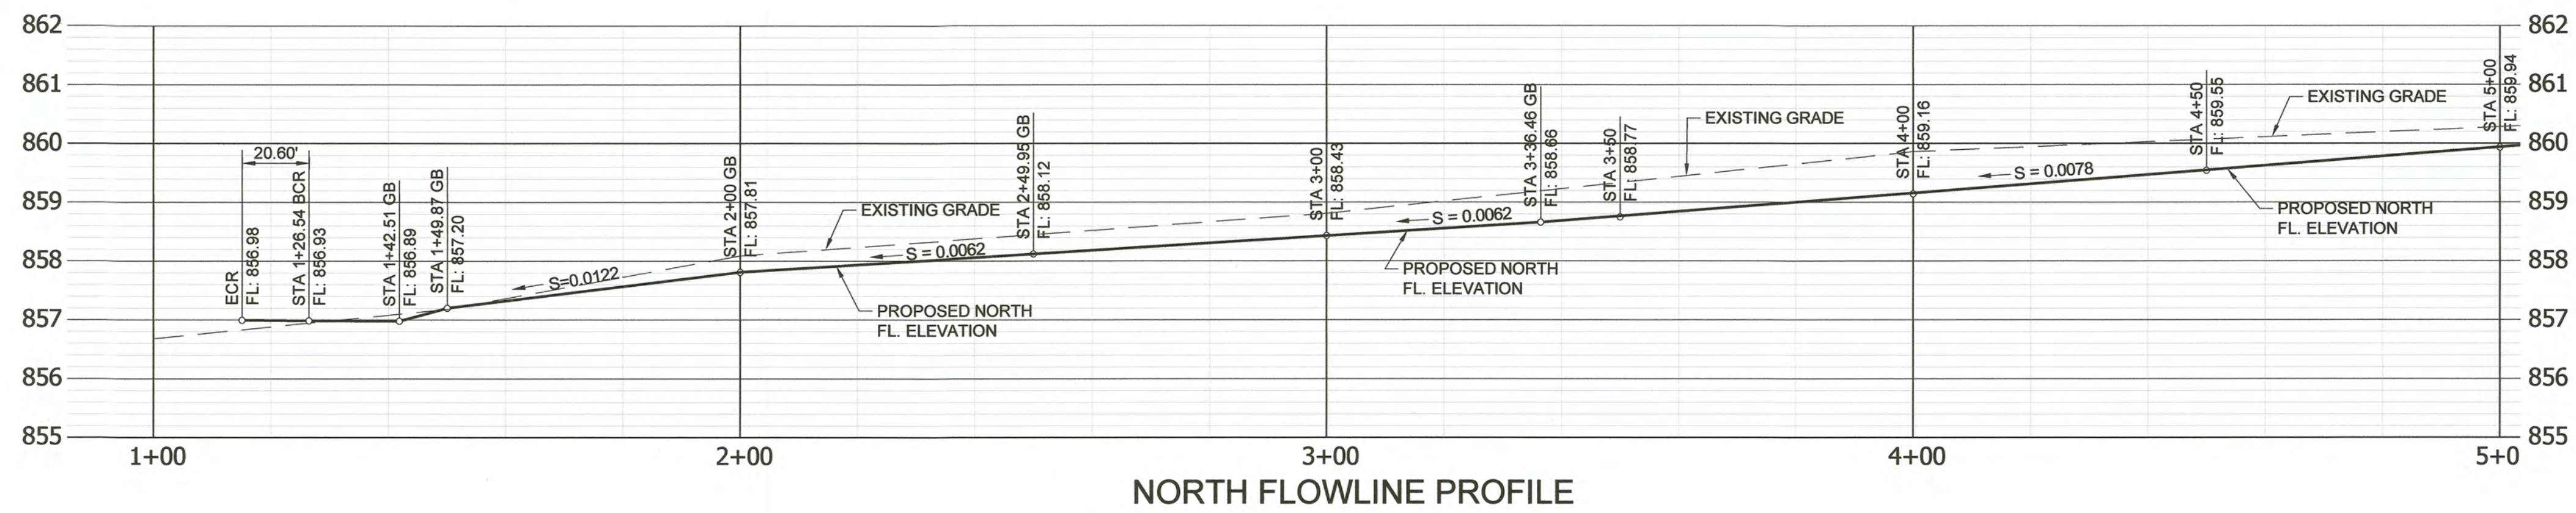 862
861
860
859
858
857
856
855
862
861
860
859
858
857
856
855
20.60'
ECR
FL: 856.98
STA 1+26.54 BCR
FL: 856.93
STA 1+42.51 GB
FL: 856.89
STA 1+49.87 GB
FL: 857.20
S=0.0122
STA 2+00 GB
FL: 857.81
EXISTING GRADE
PROPOSED NORTH
FL. ELEVATION
S = 0.0062
STA 2+49.95 GB
FL: 858.12
STA 3+00
FL: 858.43
S = 0.0062
PROPOSED NORTH
FL. ELEVATION
STA 3+36.46 GB
FL: 858.66
STA 3+50
FL: 858.77
EXISTING GRADE
STA 4+00
FL: 859.16
S = 0.0078
STA 4+50
FL: 859.55
EXISTING GRADE
PROPOSED NORTH
FL. ELEVATION
STA 5+00
FL: 859.94
1+00
2+00
3+00
4+00
5+0
NORTH FLOWLINE PROFILE